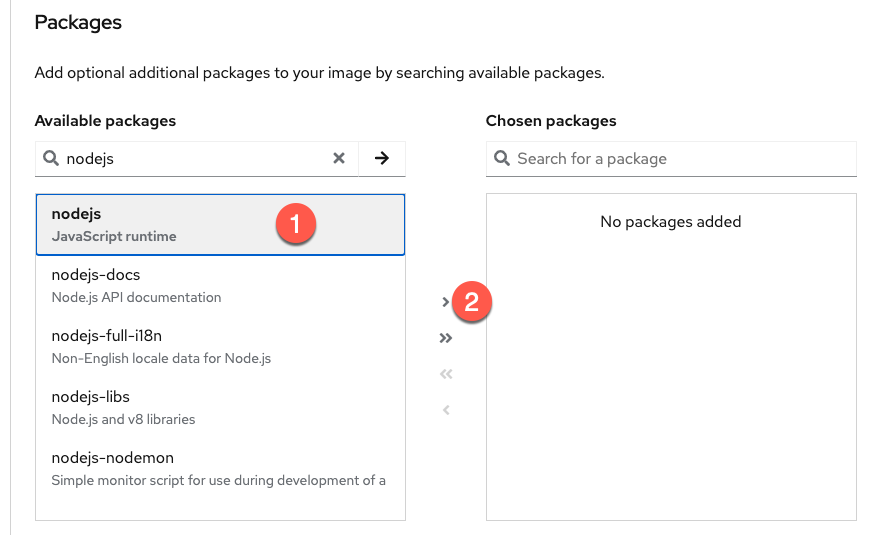 Packages
Add optional additional packages to your image by searching available packages.
Available packages
nodejs
nodejs
JavaScript runtime
1
nodejs-docs
Node.js API documentation
nodejs-full-i18n
Non-English locale data for Node.js
nodejs-libs
Node.js and v8 libraries
nodejs-nodemon
Simple monitor script for use during development of a
2
Chosen packages
Search for a package
No packages added